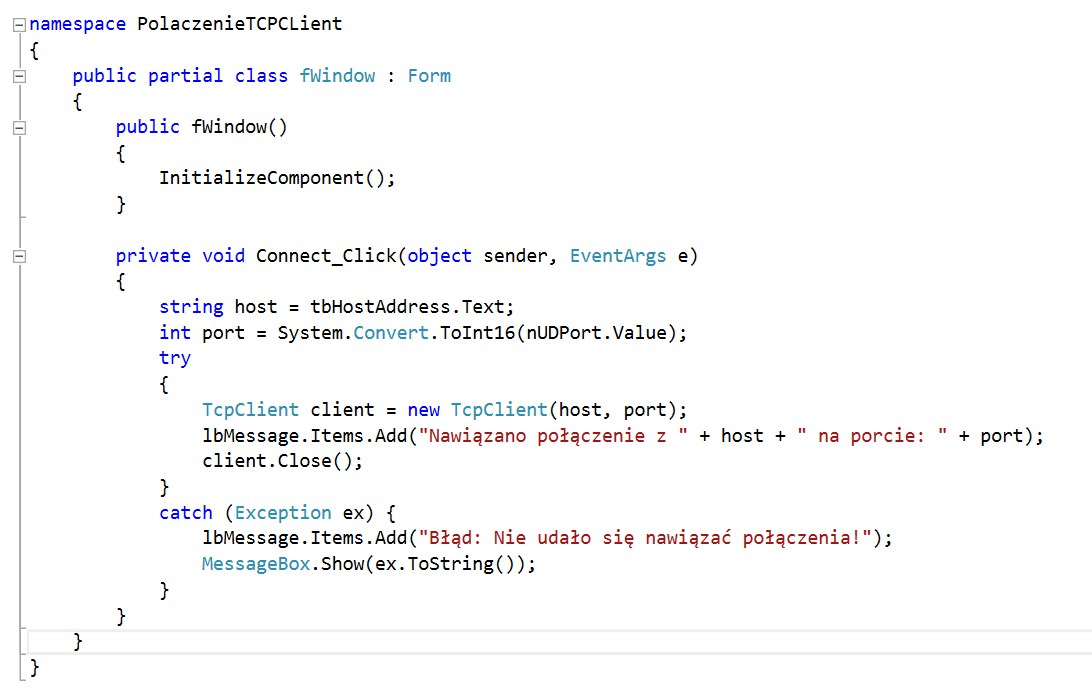 namespace PolaczenieTCPCLient
{
    public partial class fWindow : Form
    {
        public fWindow()
        {
            InitializeComponent();
        }

        private void Connect_Click(object sender, EventArgs e)
        {
            string host = tbHostAddress.Text;
            int port = System.Convert.ToInt16(nUDPort.Value);
            try
            {
                TcpClient client = new TcpClient(host, port);
                lbMessage.Items.Add("Nawiązano połączenie z " + host + " na porcie: " + port);
                client.Close();
            }
            catch (Exception ex) {
                lbMessage.Items.Add("Błąd: Nie udało się nawiązać połączenia!");
                MessageBox.Show(ex.ToString());
            }
        }
    }
}